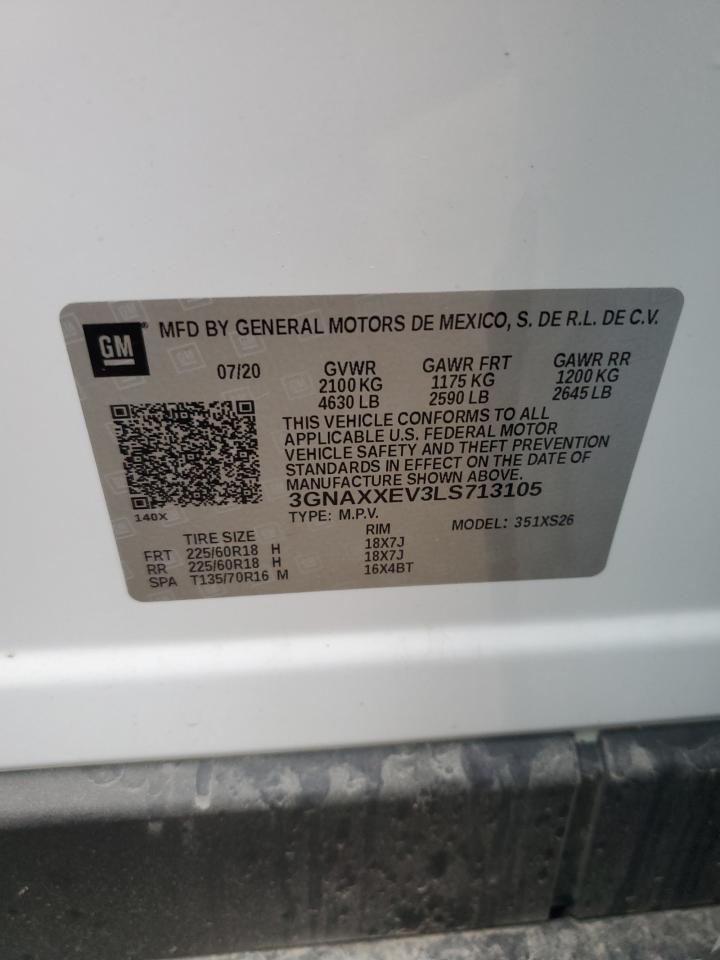 GM ® MFD BY GENERAL MOTORS DE MEXICO, S. DE R.L. DE C.V.
07/20 GVWR GAWR FRT GAWR RR
2100 KG 1175 KG 1200 KG
4630 LB 2590 LB 2645 LB
THIS VEHICLE CONFORMS TO ALL
APPLICABLE U.S. FEDERAL MOTOR
VEHICLE SAFETY AND THEFT PREVENTION
STANDARDS IN EFFECT ON THE DATE OF
MANUFACTURE SHOWN ABOVE.
3GNAXXEV3LS713105
140X TYPE: M.P.V. MODEL: 351XS26
TIRE SIZE RIM
FRT 225/60R18 H 18X7J
RR 225/60R18 H 18X7J
SPA T135/70R16 M 16X4BT